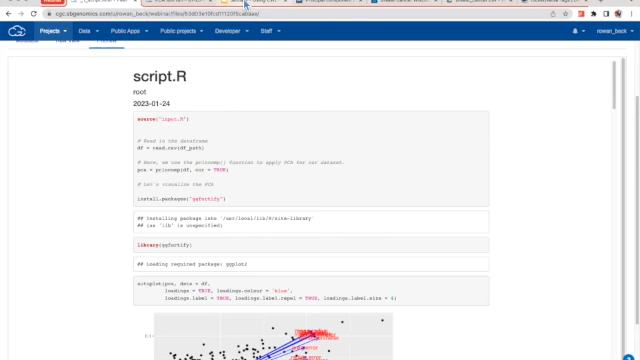 cgc.sbgenomics.com/u/rowan_beck/webinar/files/
Projects
Data
Public Apps
Public projects
Developer
Staff
rowan_beck
script.R
root
2023-01-24
source("input.R")
# Read in the dataframe
df = read.csv(df_path)
# Here, we use the princomp() function to apply PCA for our dataset.
pca = princomp(df, cor = TRUE)
# Let's visualize the PCA
install.packages("ggfortify")
## Installing package into '/usr/local/lib/R/site-library'
## (as 'lib' is unspecified)
library(ggfortify)
## Loading required package: ggplot2
autoplot(pca, data = df,
loadings = TRUE, loadings.colour = 'blue',
loadings.label = TRUE, loadings.label.repel = TRUE, loadings.label.size = 4)
0.1